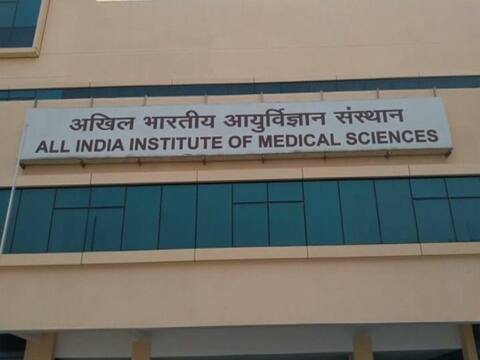 अखिल भारतीय आयुर्विज्ञान संस्थान
ALL INDIA INSTITUTE OF MEDICAL SCIENCES